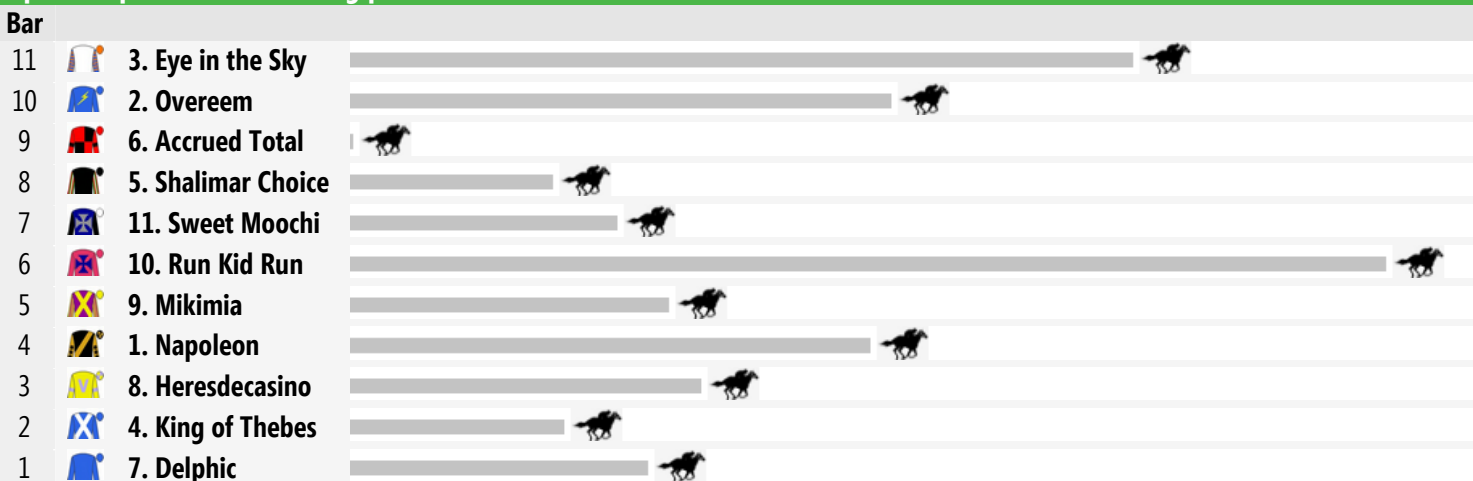 Bar
11 3. Eye in the Sky
10 2. Overeem
9 6. Accrued Total
8 5. Shalimar Choice
7 11. Sweet Moochi
6 10. Run Kid Run
5 9. Mikimia
4 1. Napoleon
3 8. Heresdecasino
2 4. King of Thebes
1 7. Delphic